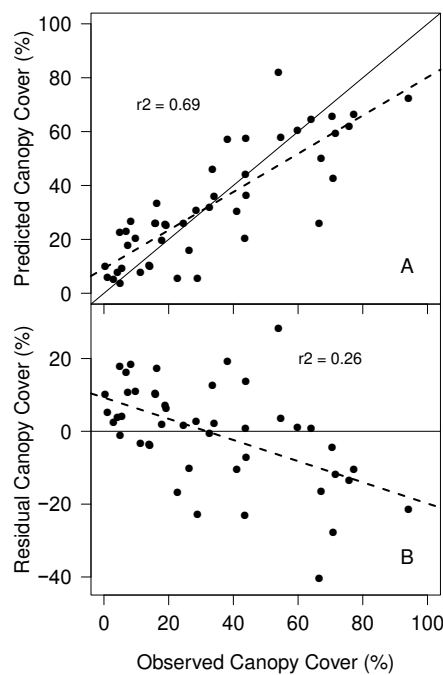 100
80
60
40
20
0
Predicted Canopy Cover (%)
r2 = 0.69
A
20
0
−20
−40
Residual Canopy Cover (%)
r2 = 0.26
B
0 20 40 60 80 100
Observed Canopy Cover (%)